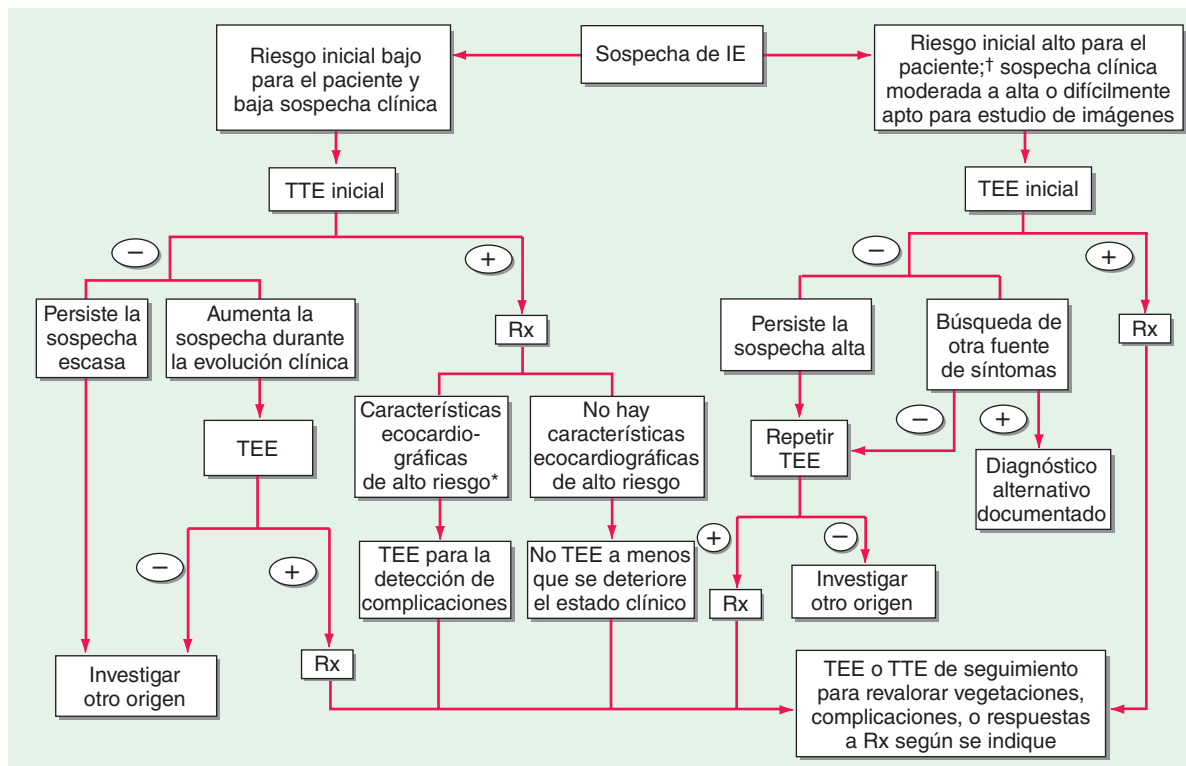 Sospecha de IE
Riesgo inicial bajo
para el paciente y
baja sospecha clínica
Riesgo inicial alto para el
paciente;† sospecha clínica
moderada a alta o difícilmente
apto para estudio de imágenes
TTE inicial
TEE inicial
−
+
−
+
Persiste la
sospecha
escasa
Aumenta la
sospecha durante
la evolución clínica
Rx
Persiste la
sospecha alta
Búsqueda de
otra fuente
de síntomas
Rx
TEE
Características
ecocardio-
gráficas
de alto riesgo*
No hay
características
ecocardiográficas
de alto riesgo
Repetir
TEE
−
+
Diagnóstico
alternativo
documentado
−
+
TEE para la
detección de
complicaciones
No TEE a menos
que se deteriore
el estado clínico
+
−
Rx
Investigar
otro origen
Investigar
otro origen
Rx
TEE o TTE de seguimiento
para revalorar vegetaciones,
complicaciones, o respuestas
a Rx según se indique